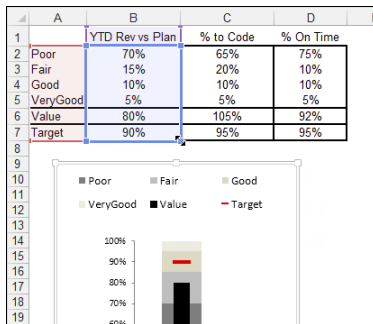 A B C D
1 YTD Rev vs Plan % to Code % On Time
2 Poor 70% 65% 75%
3 Fair 15% 20% 10%
4 Good 10% 10% 10%
5 VeryGood 5% 5% 5%
6 Value 80% 105% 92%
7 Target 90% 95% 95%
8
9
10 Poor Fair Good
11
12 VeryGood Value Target
13
14
15 100%
16 90%
17 80%
18 70%
19 60%